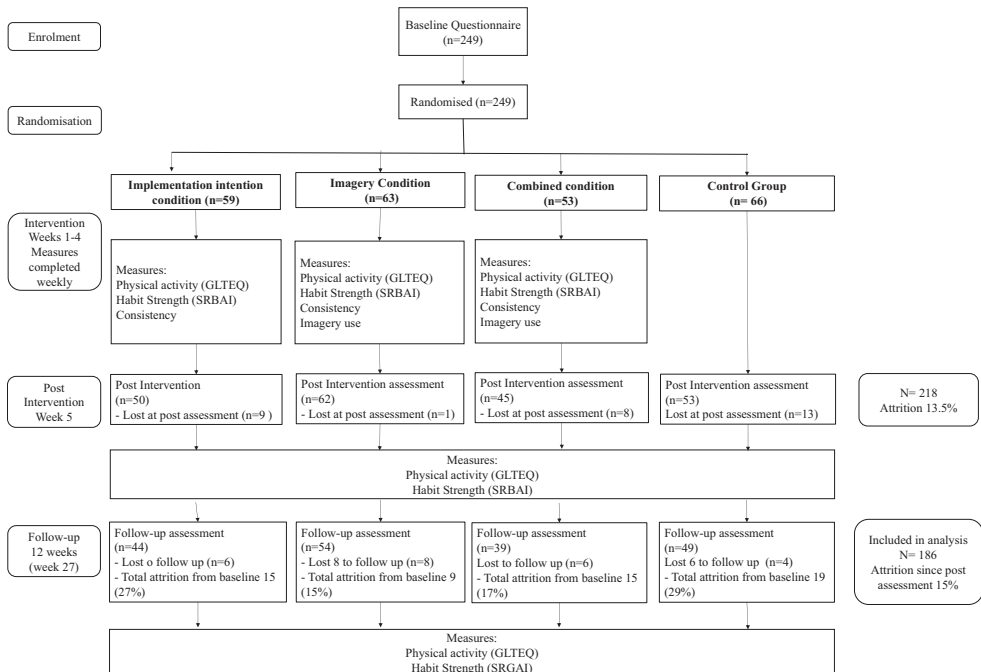 Enrolment
Baseline Questionnaire
(n=249)
Randomisation
Randomised (n=249)
Implementation intention
condition (n=59)
Imagery Condition
(n=63)
Combined condition
(n=53)
Control Group
(n= 66)
Intervention
Weeks 1-4
Measures
completed
weekly
Measures:
Physical activity (GLTEQ)
Habit Strength (SRBAI)
Consistency
Measures:
Physical activity (GLTEQ)
Habit Strength (SRBAI)
Consistency
Imagery use
Measures:
Physical activity (GLTEQ)
Habit Strength (SRBAI)
Consistency
Imagery use
Post
Intervention
Week 5
Post Intervention
(n=50)
- Lost at post assessment (n=9 )
Post Intervention assessment
(n=62)
- Lost at post assessment (n=1)
Post Intervention assessment
(n=45)
- Lost at post assessment (n=8)
Post Intervention assessment
(n=53)
Lost at post assessment (n=13)
N= 218
Attrition 13.5%
Measures:
Physical activity (GLTEQ)
Habit Strength (SRBAI)
Follow-up
12 weeks
(week 27)
Follow-up assessment
(n=44)
- Lost o follow up (n=6)
- Total attrition from baseline 15
(27%)
Follow-up assessment
(n=54)
- Lost 8 to follow up (n=8)
- Total attrition from baseline 9
(15%)
Follow-up assessment
(n=39)
Lost to follow up (n=6)
- Total attrition from baseline 15
(17%)
Follow-up assessment
(n=49)
Lost 6 to follow up (n=4)
- Total attrition from baseline 19
(29%)
Included in analysis
N= 186
Attrition since post
assessment 15%
Measures:
Physical activity (GLTEQ)
Habit Strength (SRGAI)